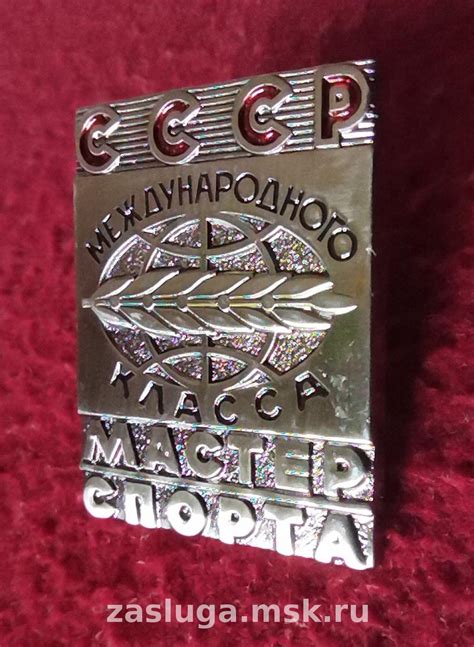 СССР
МЕЖДУНАРОДНОГО
КЛАССА
МАСТЕР
СПОРТА
zasluga.msk.ru